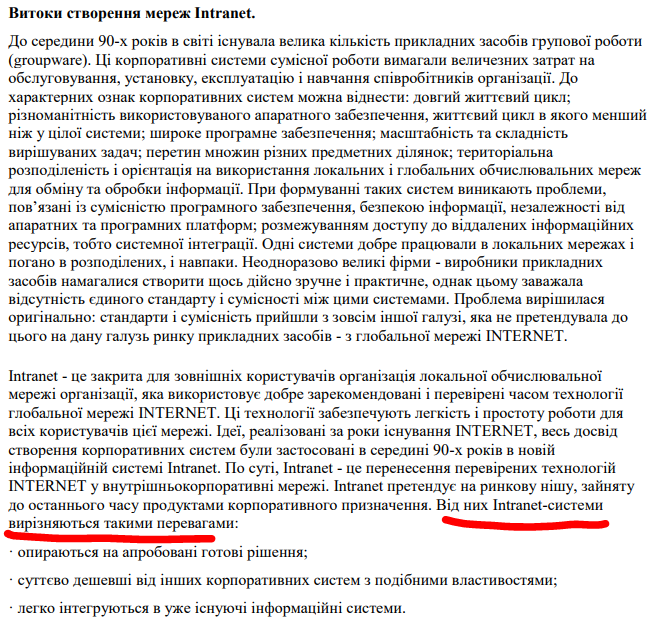 Витоки створення мереж Intranet.
До середини 90-х років в світі існувала велика кількість прикладних засобів групової роботи
(groupware). Ці корпоративні системи сумісної роботи вимагали величезних затрат на
обслуговування, установку, експлуатацію і навчання співробітників організації. До
характерних ознак корпоративних систем можна віднести: довгий життєвий цикл;
різноманітність використовуваного апаратного забезпечення, життєвий цикл в якого менший
ніж у цілої системи; широке програмне забезпечення; масштабність та складність
вирішуваних задач; перетин множин різних предметних ділянок; територіальна
розподіленість і орієнтація на використання локальних і глобальних обчислювальних мереж
для обміну та обробки інформації. При формуванні таких систем виникають проблеми,
пов’язані із сумісністю програмного забезпечення, безпекою інформації, незалежності від
апаратних та програмних платформ; розмежуванням доступу до віддалених інформаційних
ресурсів, тобто системної інтеграції. Одні системи добре працювали в локальних мережах і
погано в розподілених, і навпаки. Неодноразово великі фірми - виробники прикладних
засобів намагалися створити щось дійсно зручне і практичне, однак цьому заважала
відсутність єдиного стандарту і сумісності між цими системами. Проблема вирішилася
оригінально: стандарти і сумісність прийшли з зовсім іншої галузі, яка не претендувала до
цього на дану галузь ринку прикладних засобів - з глобальної мережі INTERNET.
Intranet - це закрита для зовнішніх користувачів організація локальної обчислювальної
мережі організації, яка використовує добре зарекомендовані і перевірені часом технології
глобальної мережі INTERNET. Ці технології забезпечують легкість і простоту роботи для
всіх користувачів цієї мережі. Ідеї, реалізовані за роки існування INTERNET, весь досвід
створення корпоративних систем були застосовані в середині 90-х років в новій
інформаційній системі Intranet. По суті, Intranet - це перенесення перевірених технологій
INTERNET у внутрішньокорпоративні мережі. Intranet претендує на ринкову нішу, зайняту
до останнього часу продуктами корпоративного призначення. Від них Intranet-системи
вирізняються такими перевагами:
· опираються на апробовані готові рішення;
· суттєво дешевші від інших корпоративних систем з подібними властивостями;
· легко інтегруються в уже існуючі інформаційні системи.